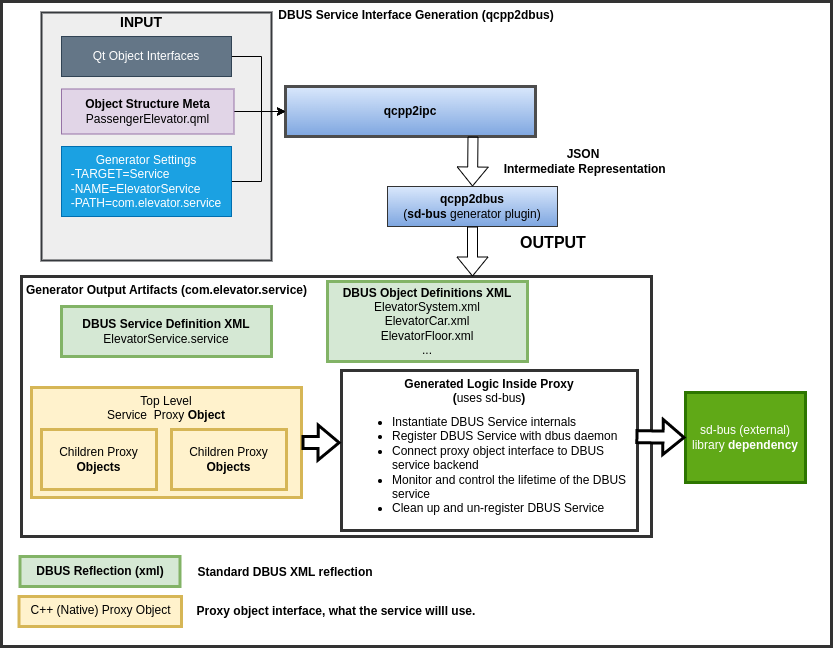 DBUS Service Interface Generation (qcpp2dbus)
INPUT
Qt Object Interfaces
Object Structure Meta
PassengerElevator.qml
Generator Settings
-TARGET=Service
-NAME=ElevatorService
-PATH=com.elevator.service
qcpp2ipc
JSON
Intermediate Representation
qcpp2dbus
(sd-bus generator plugin)
OUTPUT
Generator Output Artifacts (com.elevator.service)
DBUS Service Definition XML
ElevatorService.service
DBUS Object Definitions XML
ElevatorSystem.xml
ElevatorCar.xml
ElevatorFloor.xml
...
Top Level
Service Proxy Object
Children Proxy
Objects
Children Proxy
Objects
Generated Logic Inside Proxy
(uses sd-bus)
• Instantiate DBUS Service internals
• Register DBUS Service with dbus daemon
• Connect proxy object interface to DBUS
service backend
• Monitor and control the lifetime of the DBUS
service
• Clean up and un-register DBUS Service
sd-bus (external)
library dependency
DBUS Reflection (xml)
Standard DBUS XML reflection
C++ (Native) Proxy Object
Proxy object interface, what the service willl use.